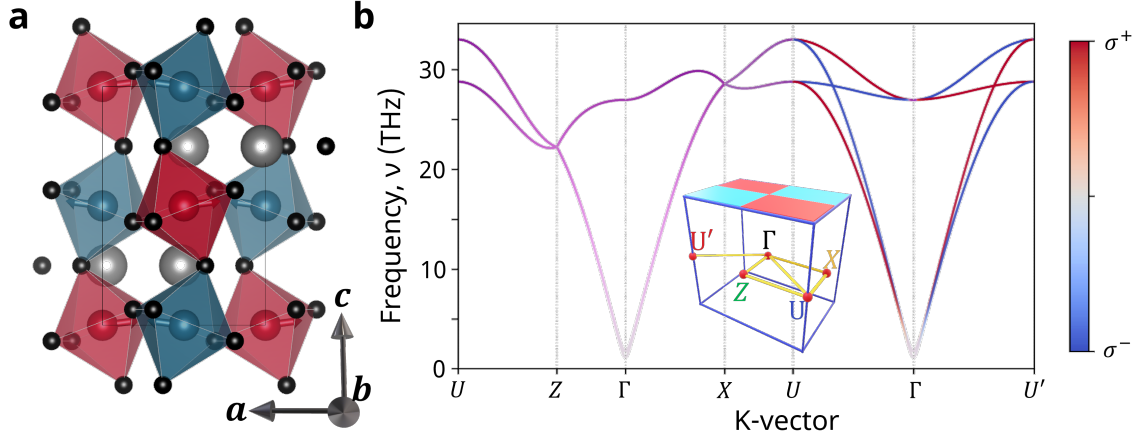 a
c
a
b
b
Frequency, ν (THz)
30
20
10
0
U
Z
Γ
X
U
Γ
U′
K-vector
U′
Γ
X
Z
U
σ⁺
σ⁻